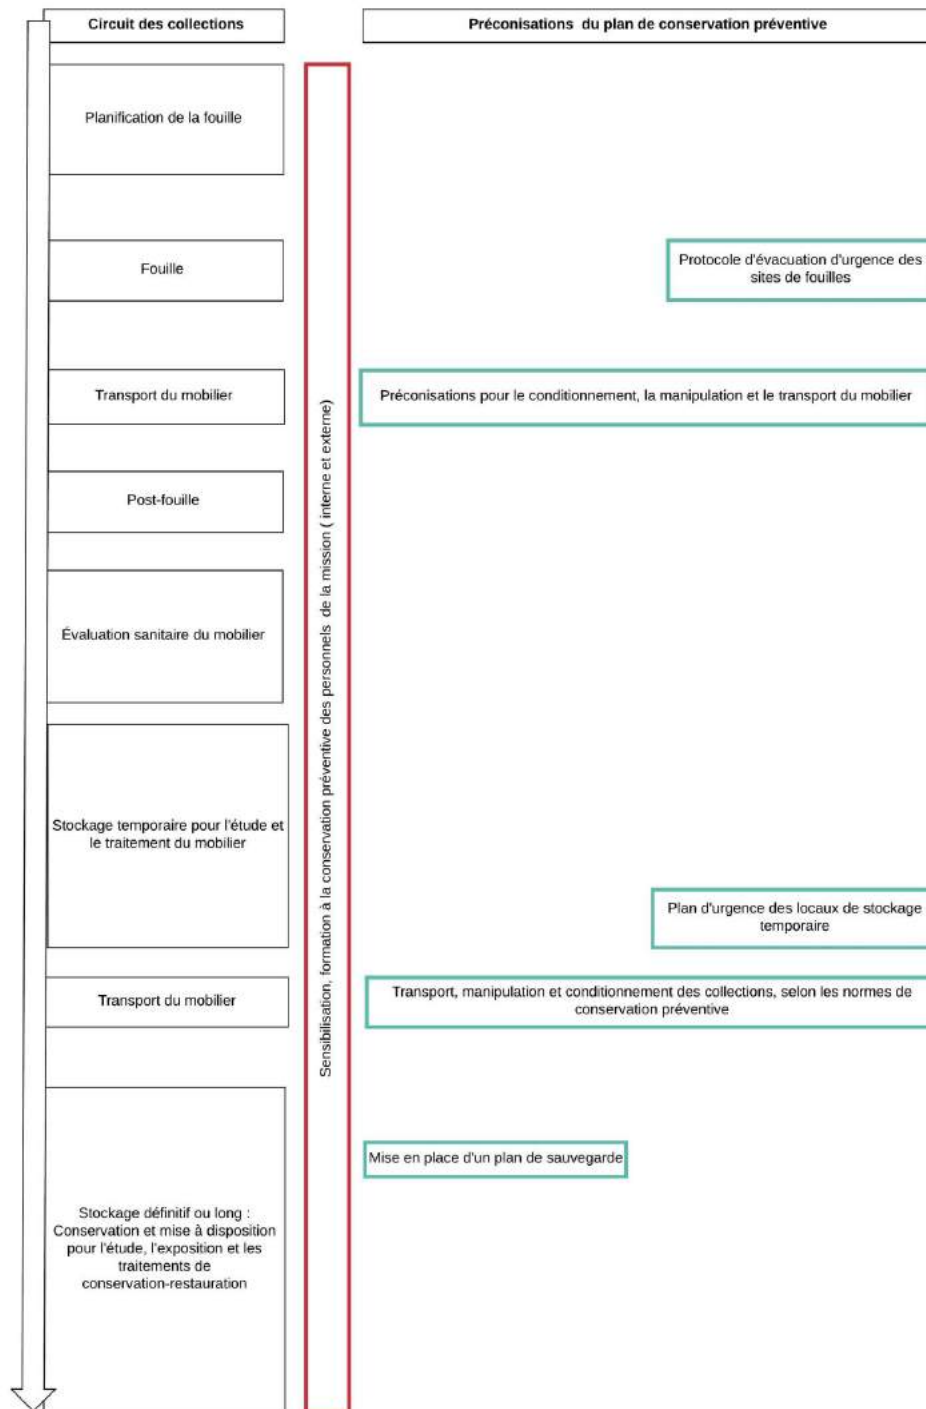 Circuit des collections
Préconisations du plan de conservation préventive
Planification de la fouille
Fouille
Protocole d'évacuation d'urgence des
sites de fouilles
Transport du mobilier
Préconisations pour le conditionnement, la manipulation et le transport du mobilier
Post-fouille
Sensibilisation, formation à la conservation préventive des personnels de la mission ( interne et externe)
Évaluation sanitaire du mobilier
Stockage temporaire pour l'étude et
le traitement du mobilier
Plan d'urgence des locaux de stockage
temporaire
Transport du mobilier
Transport, manipulation et conditionnement des collections, selon les normes de
conservation préventive
Mise en place d'un plan de sauvegarde
Stockage définitif ou long :
Conservation et mise à disposition
pour l'étude, l'exposition et les
traitements de
conservation-restauration